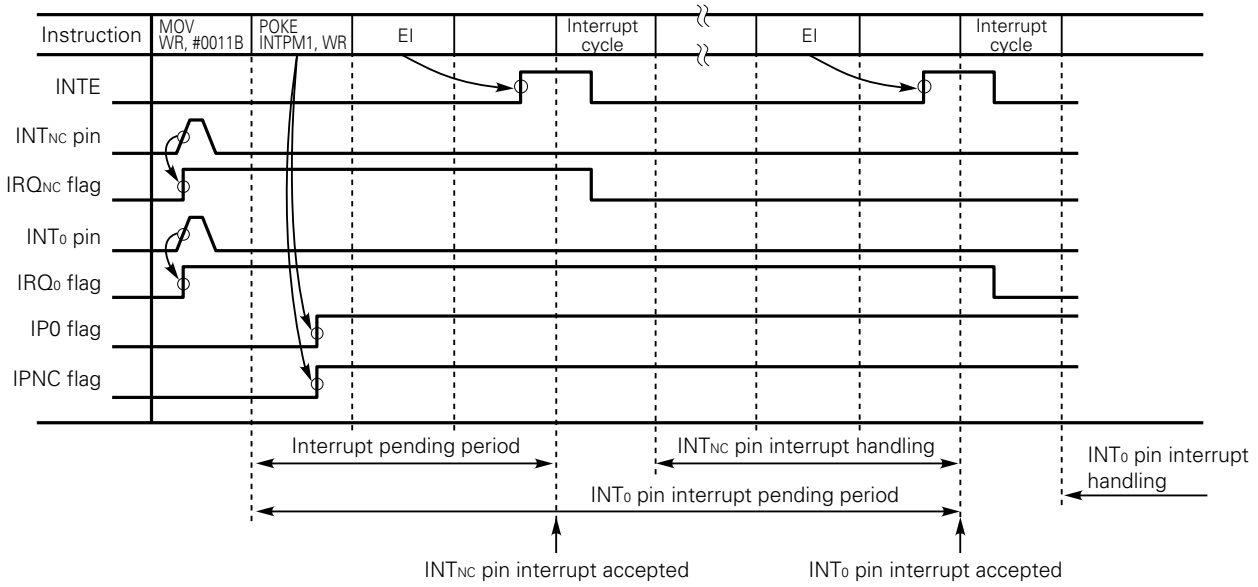 Instruction
MOV
WR, #0011B
POKE
INTPM1, WR
EI
Interrupt
cycle
EI
Interrupt
cycle
INTE
INTNC pin
IRQNC flag
INT0 pin
IRQ0 flag
IP0 flag
IPNC flag
Interrupt pending period
INTNC pin interrupt handling
INT0 pin interrupt
handling
INT0 pin interrupt pending period
INTNC pin interrupt accepted
INT0 pin interrupt accepted